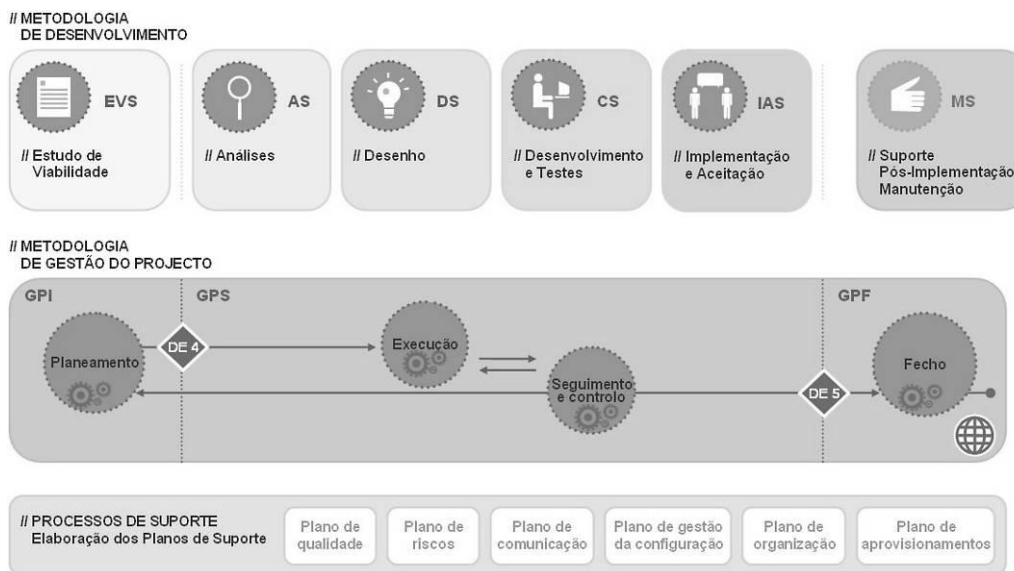 // METODOLOGIA
DE DESENVOLVIMENTO
EVS
// Estudo de
Viabilidade
AS
// Análises
DS
// Desenho
CS
// Desenvolvimento
e Testes
IAS
// Implementação
e Aceitação
MS
// Suporte
Pós-Implementação
Manutenção
// METODOLOGIA
DE GESTÃO DO PROJECTO
GPI
GPS
GPF
Planeamento
DE 4
Execução
Seguimento
e controlo
DE 5
Fecho
// PROCESSOS DE SUPORTE
Elaboração dos Planos de Suporte
Plano de
qualidade
Plano de
riscos
Plano de
comunicação
Plano de gestão
da configuração
Plano de
organização
Plano de
aprovisionamentos